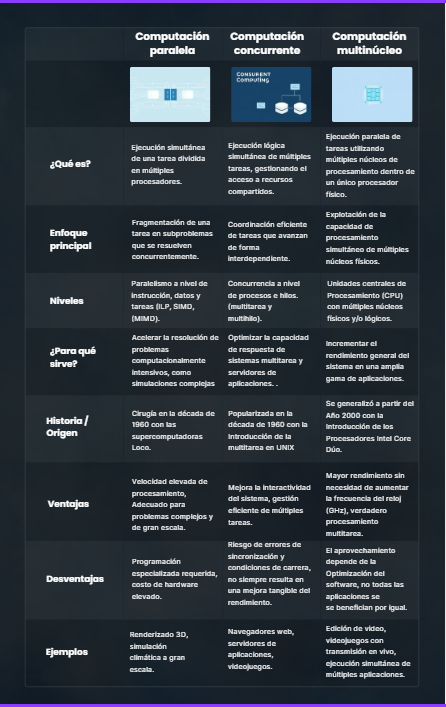 Computación
paralela
Computación
concurrente
Computación
multinúcleo
CONSURENT
COMPUTING
¿Qué es?
Ejecución simultánea
de una tarea dividida
en múltiples
procesadores.
Ejecución lógica
simultánea de múltiples
tareas, gestionando el
acceso a recursos
compartidos.
Ejecución paralela de
tareas utilizando
múltiples núcleos de
procesamiento dentro de
un único procesador
físico.
Enfoque
principal
Fragmentación de una
tarea en subproblemas
que se resuelven
concurrentemente.
Coordinación eficiente
de tareas que avanzan
de forma
interdependiente.
Explotación de la
capacidad de
procesamiento
simultáneo de múltiples
núcleos físicos.
Niveles
Paralelismo a nivel de
instrucción, datos y
tareas (ILP, SIMD,
(MIMD).
Concurrencia a nivel
de procesos e hilos.
(multitarea y
multihilo).
Unidades centrales de
Procesamiento (CPU)
con múltiples núcleos
físicos y/o lógicos.
¿Para qué
sirve?
Acelerar la resolución de
problemas
computacionalmente
intensivos, como
simulaciones complejas
Optimizar la capacidad
de respuesta de
sistemas multitarea y
servidores de
aplicaciones. .
Incrementar el
rendimiento general del
sistema en una amplia
gama de aplicaciones.
Historia /
Origen
Cirugía en la década de
1960 con las
supercomputadoras
Loco.
Popularizada en la
década de 1960 con la
introducción de la
multitarea en UNIX
Se generalizó a partir del
Año 2000 con la
introducción de los
Procesadores Intel Core
Dúo.
Ventajas
Velocidad elevada de
procesamiento,
Adecuado para
problemas complejos y
de gran escala.
Mejora la interactividad
del sistema, gestión
eficiente de múltiples
tareas.
Mayor rendimiento sin
necesidad de aumentar
la frecuencia del reloj
(GHz), verdadero
procesamiento
multitarea.
Desventajas
Programación
especializada requerida,
costo de hardware
elevado.
Riesgo de errores de
sincronización y
condiciones de carrera,
no siempre resulta en
una mejora tangible del
rendimiento.
El aprovechamiento
depende de la
Optimización del
software, no todas las
aplicaciones se
se benefician por igual.
Ejemplos
Renderizado 3D,
simulación
climática a gran
escala.
Navegadores web,
servidores de
aplicaciones,
videojuegos.
Edición de video,
videojuegos con
transmisión en vivo,
ejecución simultánea de
múltiples aplicaciones.